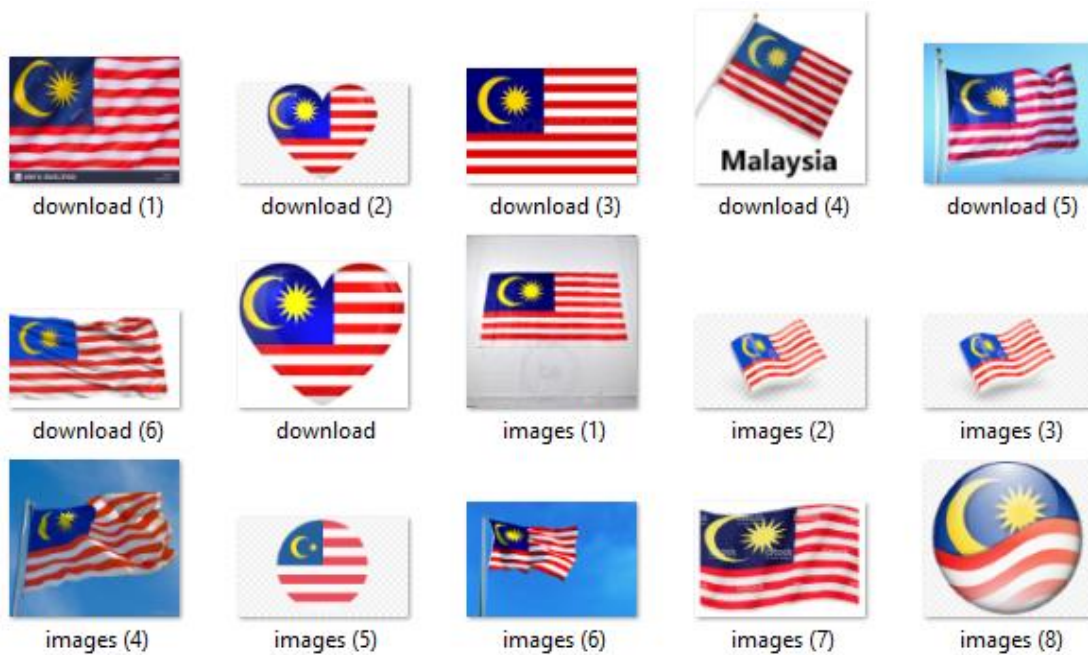 download (1)
download (2)
download (3)
Malaysia
download (4)
download (5)
download (6)
download
images (1)
images (2)
images (3)
images (4)
images (5)
images (6)
images (7)
images (8)